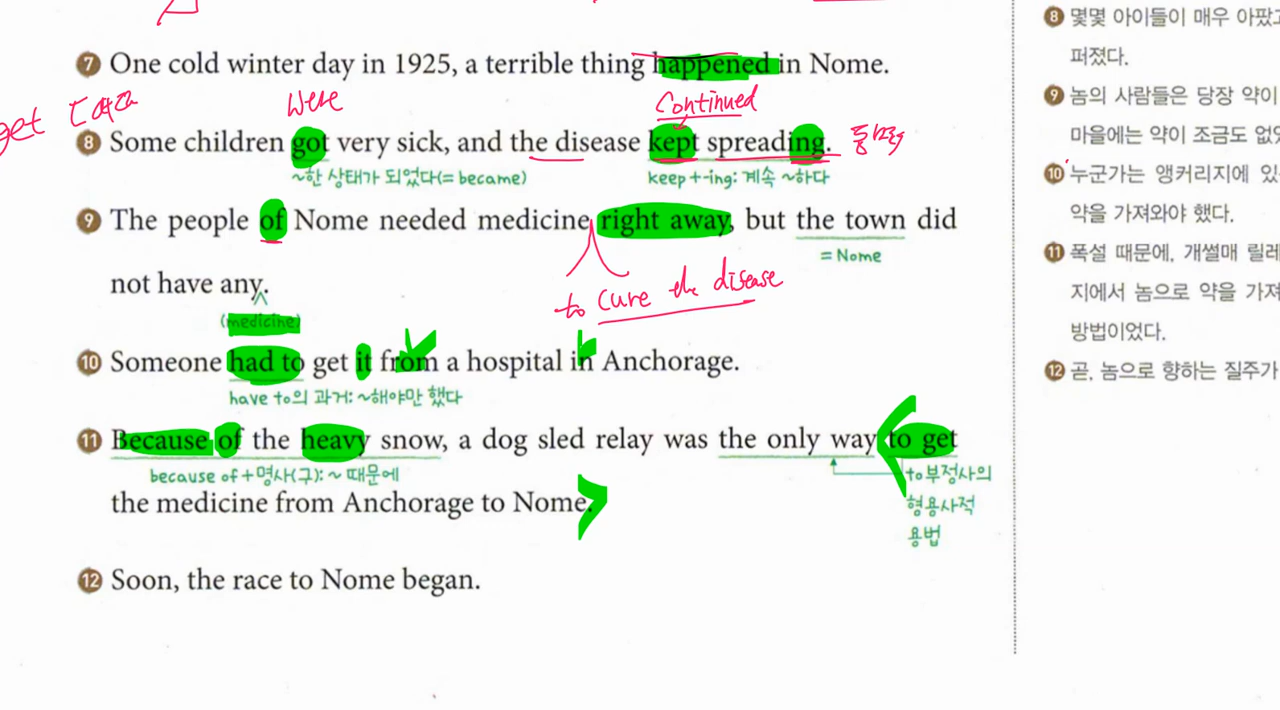 ❼ One cold winter day in 1925, a terrible thing happened in Nome.
get
were
continued
❽ Some children got very sick, and the disease kept spreading.
~한 상태가 되었다(= became)
keep +-ing: 계속 ~하다
❾ The people of Nome needed medicine right away, but the town did
= Nome
not have any.
to cure the disease
(medicine)
❿ Someone had to get it from a hospital in Anchorage.
have to의 과거: ~해야만 했다
⓫ Because of the heavy snow, a dog sled relay was the only way to get
because of +명사(구): ~ 때문에
to부정사의
형용사적
용법
the medicine from Anchorage to Nome.
⓬ Soon, the race to Nome began.
❽ 몇몇 아이들이 매우 아팠고
퍼졌다.
❾ 놈의 사람들은 당장 약이
마을에는 약이 조금도 없었
❿ 누군가는 앵커리지에 있
약을 가져와야 했다.
⓫ 폭설 때문에, 개썰매 릴레
지에서 놈으로 약을 가져
방법이었다.
⓬ 곧, 놈으로 향하는 질주가